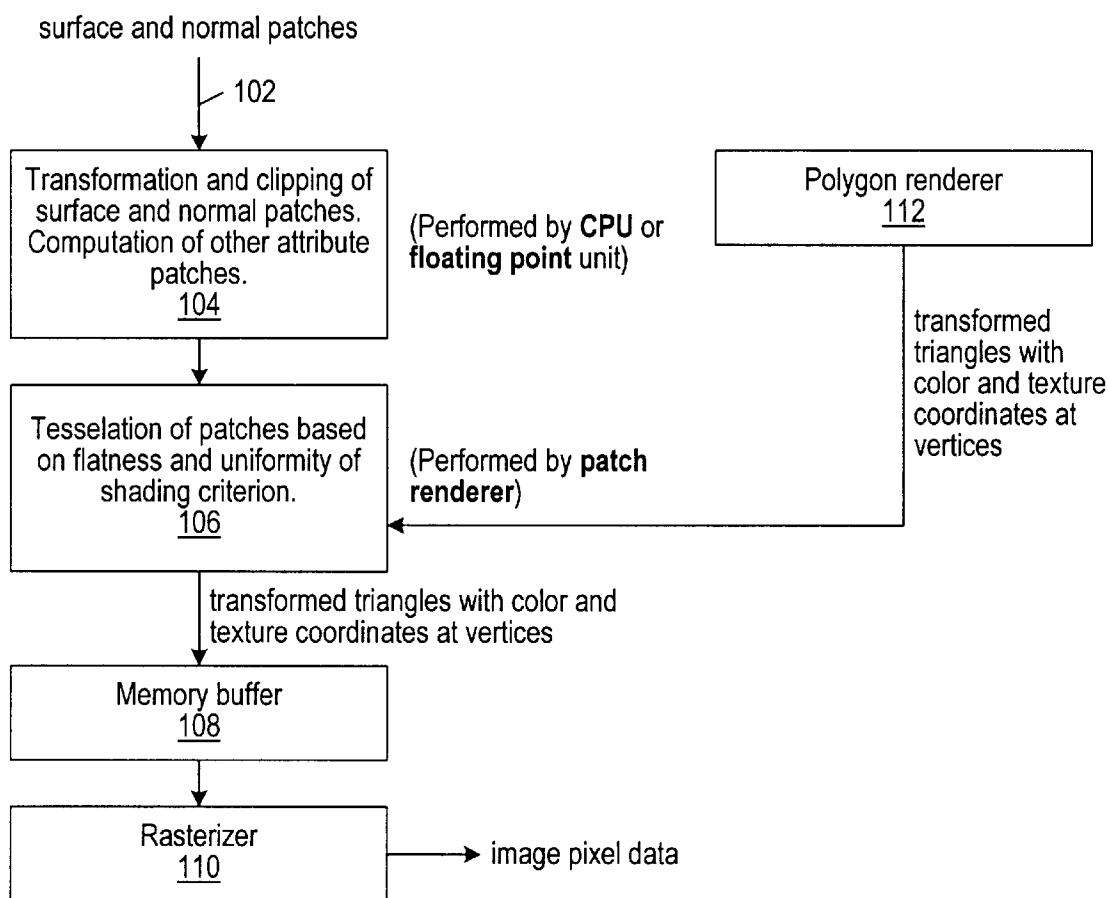 surface and normal patches
102
Transformation and clipping of
surface and normal patches.
Computation of other attribute
patches.
104
(Performed by CPU or
floating point unit)
Polygon renderer
112
transformed
triangles with
color and texture
coordinates at
vertices
Tesselation of patches based
on flatness and uniformity of
shading criterion.
106
(Performed by patch
renderer)
transformed triangles with color and
texture coordinates at vertices
Memory buffer
108
Rasterizer
110
image pixel data